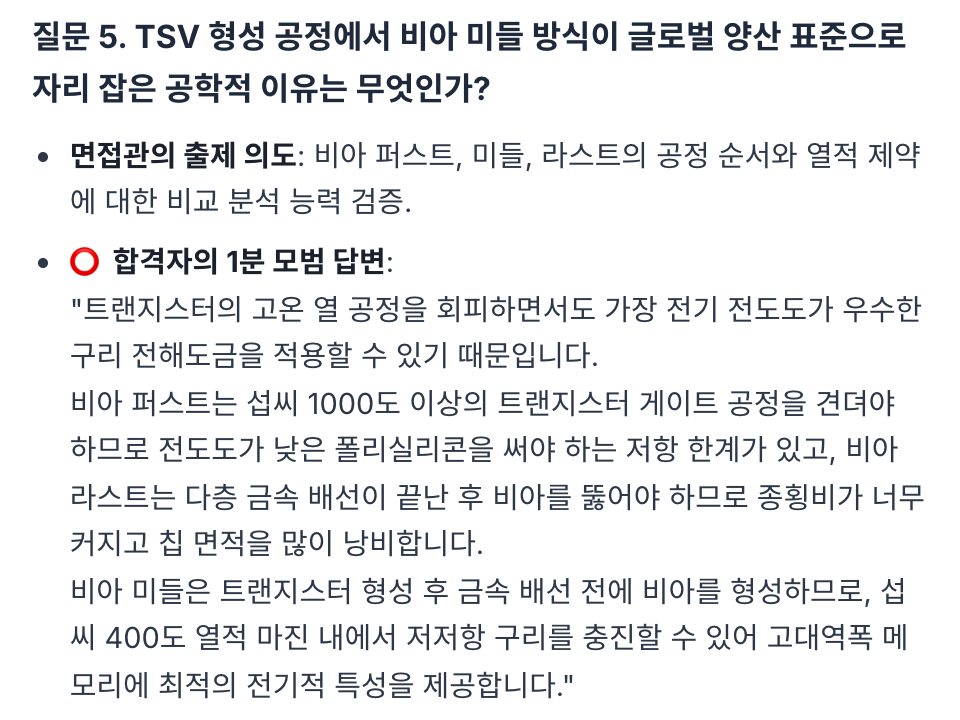 질문 5. TSV 형성 공정에서 비아 미들 방식이 글로벌 양산 표준으로
자리 잡은 공학적 이유는 무엇인가?
• 면접관의 출제 의도: 비아 퍼스트, 미들, 라스트의 공정 순서와 열적 제약
에 대한 비교 분석 능력 검증.
• ⭕ 합격자의 1분 모범 답변:
"트랜지스터의 고온 열 공정을 회피하면서도 가장 전기 전도도가 우수한
구리 전해도금을 적용할 수 있기 때문입니다.
비아 퍼스트는 섭씨 1000도 이상의 트랜지스터 게이트 공정을 견뎌야
하므로 전도도가 낮은 폴리실리콘을 써야 하는 저항 한계가 있고, 비아
라스트는 다층 금속 배선이 끝난 후 비아를 뚫어야 하므로 종횡비가 너무
커지고 칩 면적을 많이 낭비합니다.
비아 미들은 트랜지스터 형성 후 금속 배선 전에 비아를 형성하므로, 섭
씨 400도 열적 마진 내에서 저저항 구리를 충진할 수 있어 고대역폭 메
모리에 최적의 전기적 특성을 제공합니다."